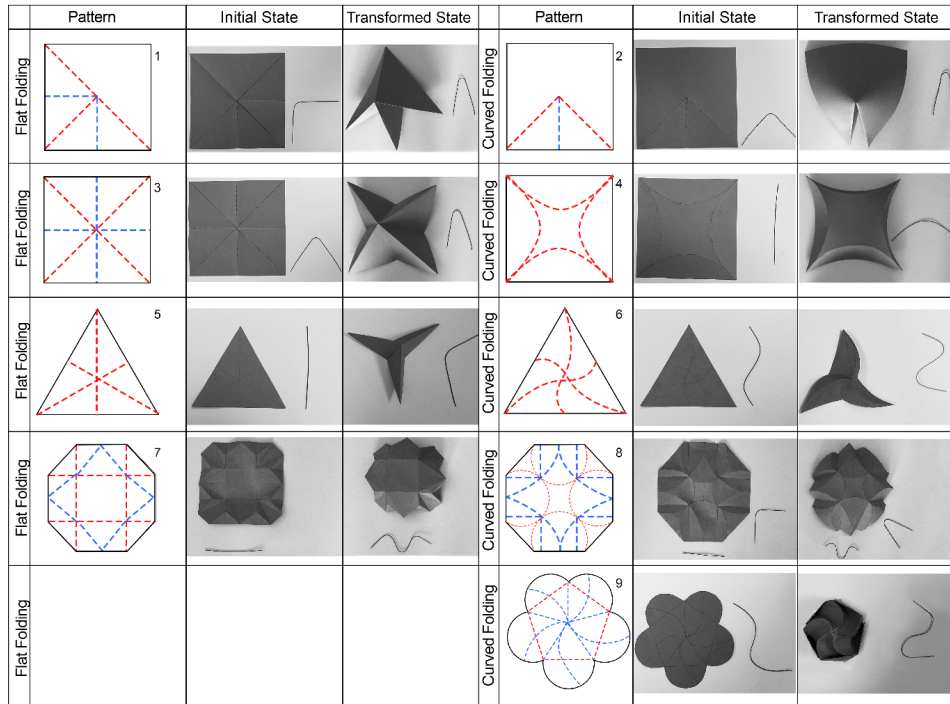 Pattern Initial State Transformed State Pattern Initial State Transformed State
Flat Folding 1 Curved Folding 2
Flat Folding 3 Curved Folding 4
Flat Folding 5 Curved Folding 6
Flat Folding 7 Curved Folding 8
Flat Folding Curved Folding 9